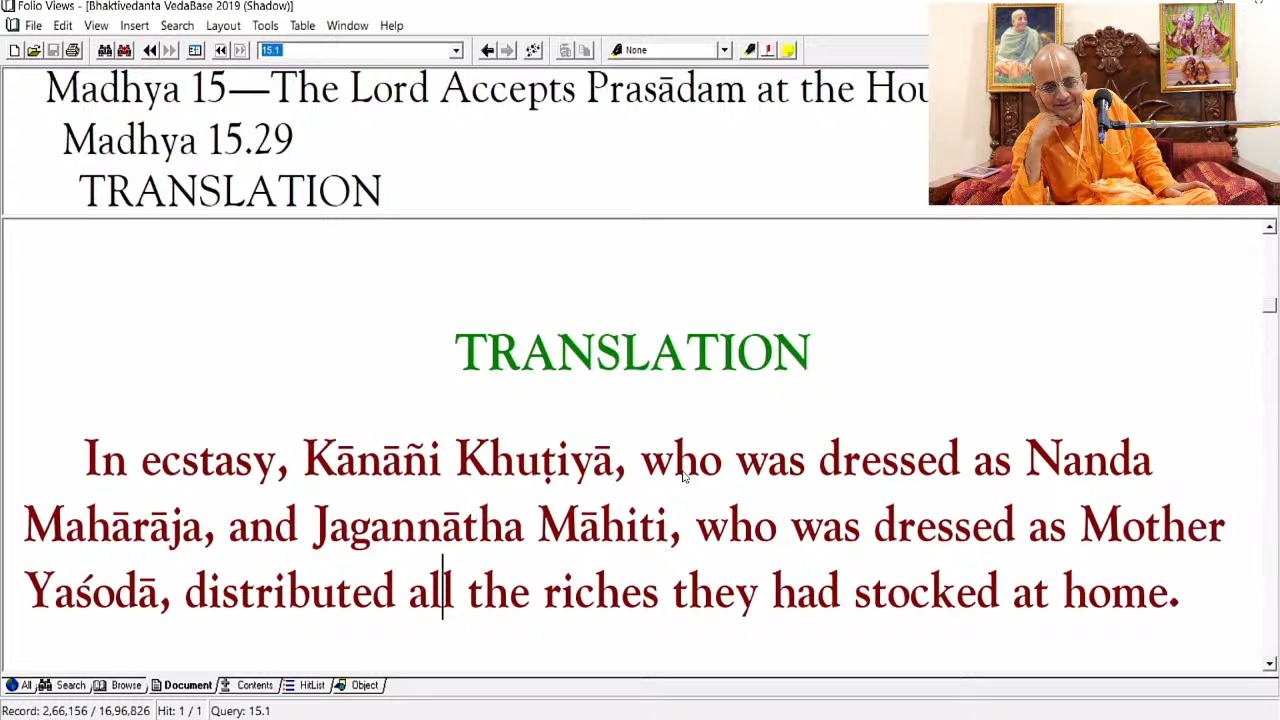 Folio Views - [Bhaktivedanta VedaBase 2019 (Shadow)]
File Edit View Insert Search Layout Tools Table Window Help
15.1 None
Madhya 15—The Lord Accepts Prasādam at the Hou
Madhya 15.29
TRANSLATION
TRANSLATION
In ecstasy, Kānāñi Khuṭiyā, who was dressed as Nanda
Mahārāja, and Jagannātha Māhiti, who was dressed as Mother
Yaśodā, distributed all the riches they had stocked at home.
All Search Browse Document Contents HitList Object
Record: 2,66,156 / 16,96,826 Hit: 1 / 1 Query: 15.1